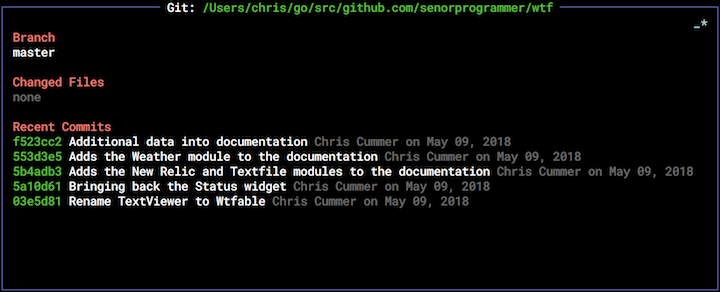 Git: /Users/chris/go/src/github.com/senorprogrammer/wtf
_*
Branch
master
Changed Files
none
Recent Commits
f523cc2 Additional data into documentation Chris Cummer on May 09, 2018
553d3e5 Adds the Weather module to the documentation Chris Cummer on May 09, 2018
5b4adb3 Adds the New Relic and Textfile modules to the documentation Chris Cummer on May 09, 2018
5a10d61 Bringing back the Status widget Chris Cummer on May 09, 2018
03e5d81 Rename TextViewer to Wtfable Chris Cummer on May 09, 2018